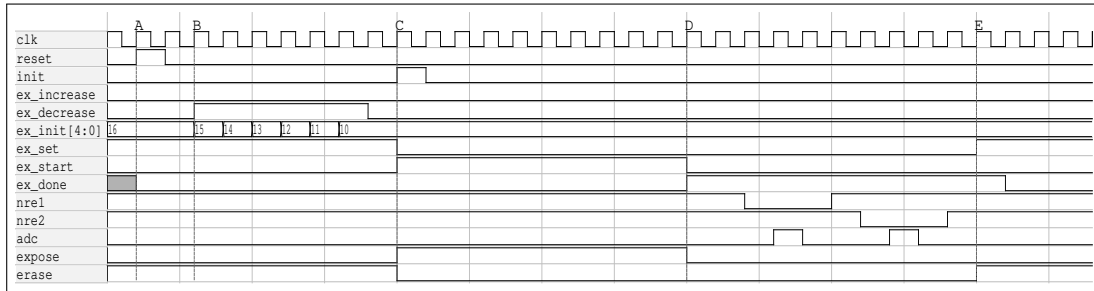 A B C D E
clk
reset
init
ex_increase
ex_decrease
ex_init[4:0] 16 15 14 13 12 11 10
ex_set
ex_start
ex_done
nre1
nre2
adc
expose
erase